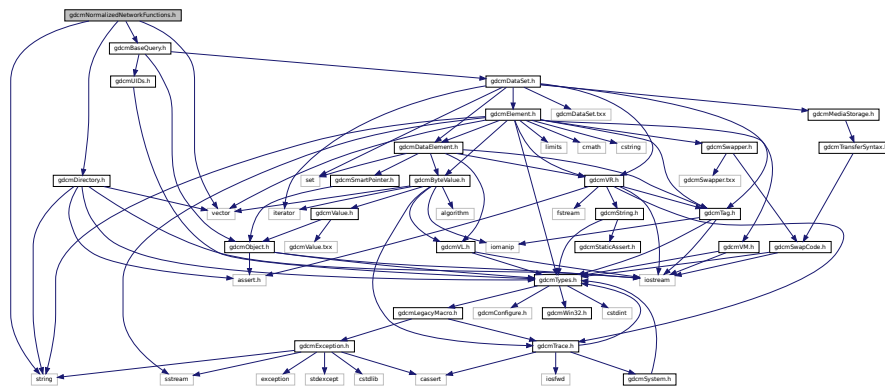 gdcmNormalizedNetworkFunctions.h
gdcmBaseQuery.h
gdcmUIDs.h
gdcmDataSet.h
gdcmElement.h
gdcmDataSet.txx
gdcmMediaStorage.h
gdcmDataElement.h
limits
cmath
cstring
gdcmSwapper.h
gdcmTransferSyntax.h
gdcmDirectory.h
set
gdcmSmartPointer.h
gdcmByteValue.h
gdcmVR.h
gdcmSwapper.txx
vector
iterator
gdcmValue.h
algorithm
fstream
gdcmString.h
gdcmTag.h
gdcmObject.h
gdcmValue.txx
gdcmVL.h
iomanip
gdcmStaticAssert.h
gdcmVM.h
gdcmSwapCode.h
assert.h
gdcmTypes.h
iostream
gdcmLegacyMacro.h
gdcmConfigure.h
gdcmWin32.h
cstdint
gdcmException.h
gdcmTrace.h
string
sstream
exception
stdexcept
cstdlib
cassert
iosfwd
gdcmSystem.h